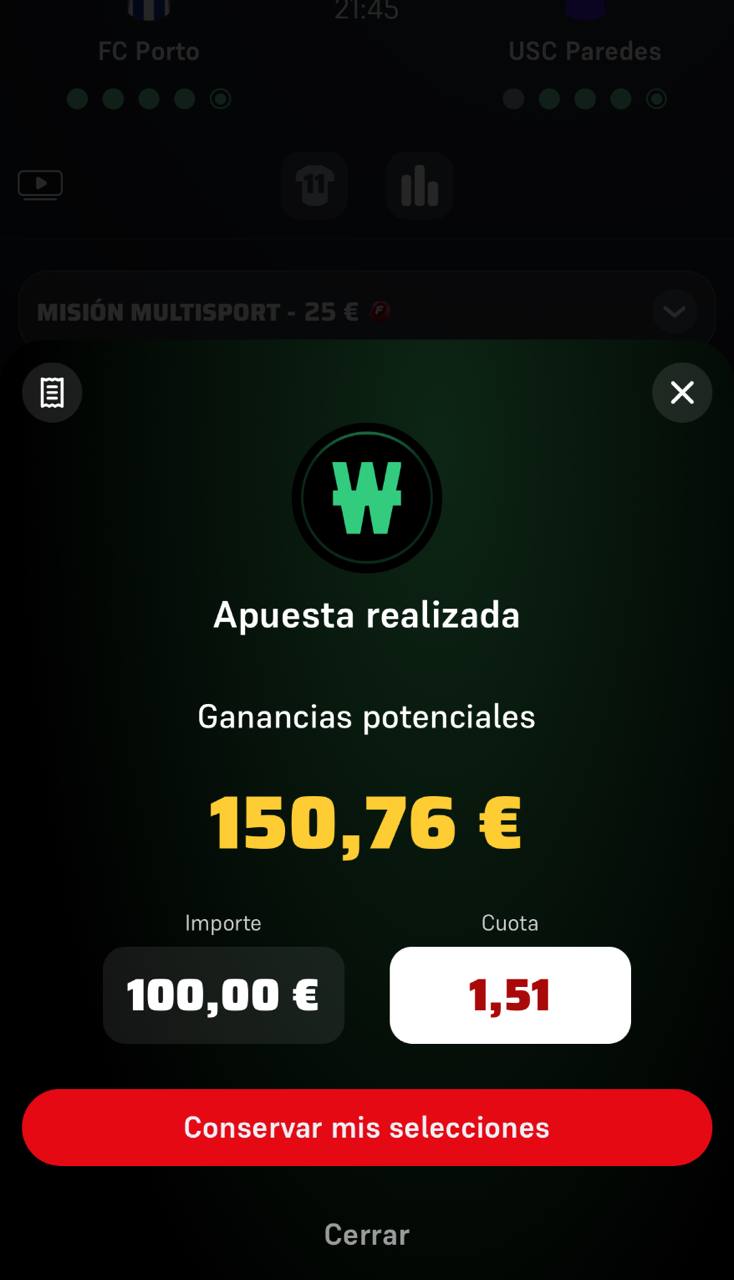 21:45
FC Porto USC Paredes
11
MISIÓN MULTISPORT - 25 € F
Apuesta realizada
Ganancias potenciales
150,76 €
Importe Cuota
100,00 € 1,51
Conservar mis selecciones
Cerrar